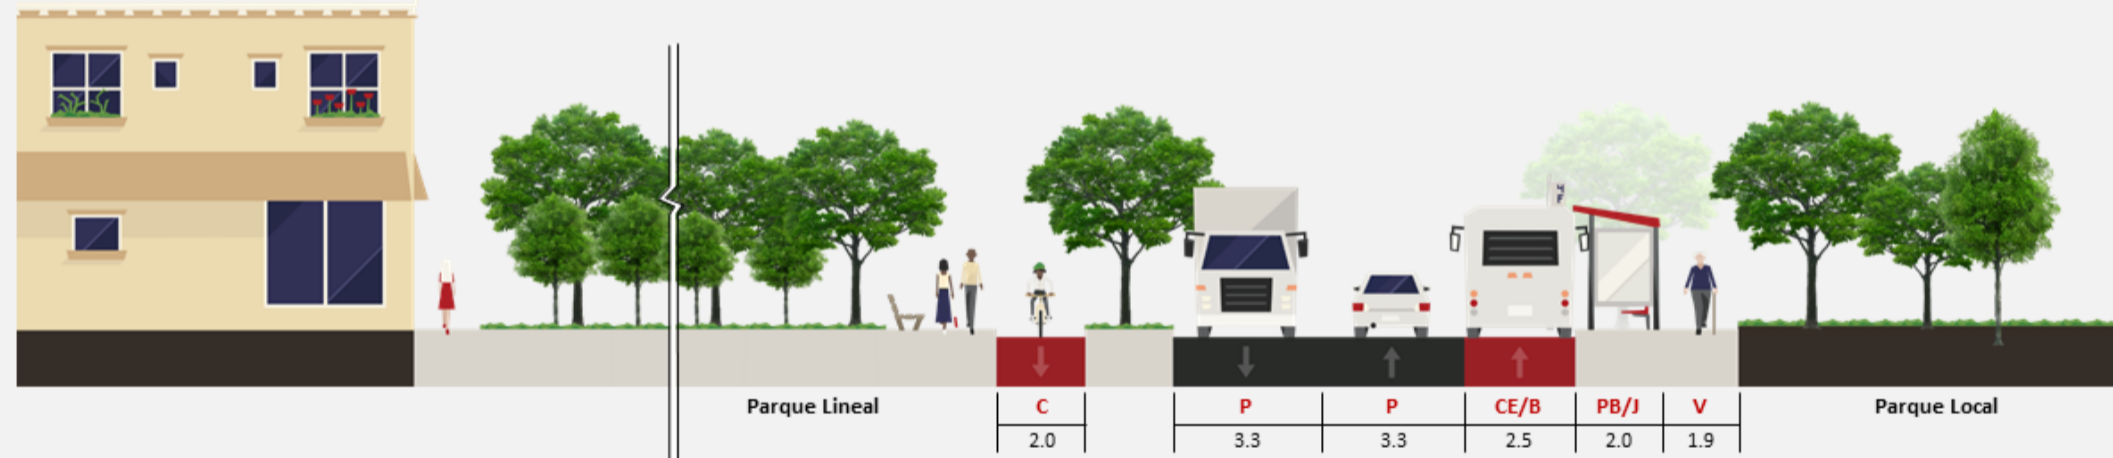 Parque Lineal
C
P
P
CE/B
PB/J
V
Parque Local
2.0
3.3
3.3
2.5
2.0
1.9